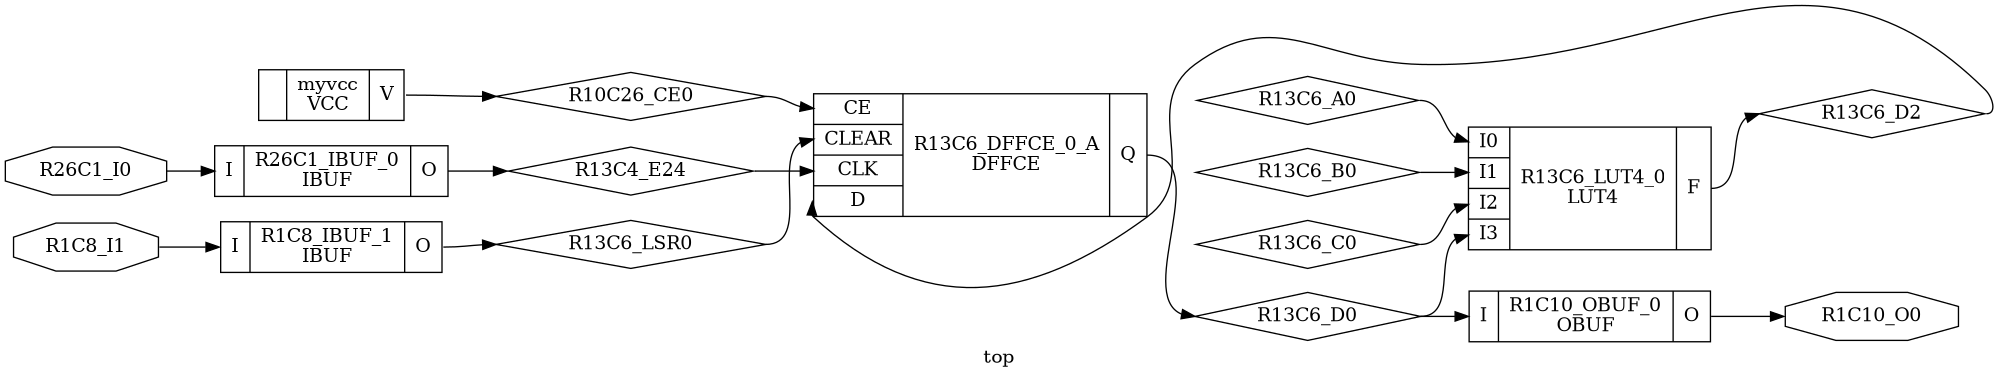 R26C1_I0
R1C8_I1
myvcc
VCC
V
I
R26C1_IBUF_0
IBUF
O
I
R1C8_IBUF_1
IBUF
O
R10C26_CE0
R13C4_E24
R13C6_LSR0
CE
CLEAR
CLK
D
R13C6_DFFCE_0_A
DFFCE
Q
R13C6_A0
R13C6_B0
R13C6_C0
R13C6_D0
I0
I1
I2
I3
R13C6_LUT4_0
LUT4
F
I
R1C10_OBUF_0
OBUF
O
R13C6_D2
R1C10_O0
top